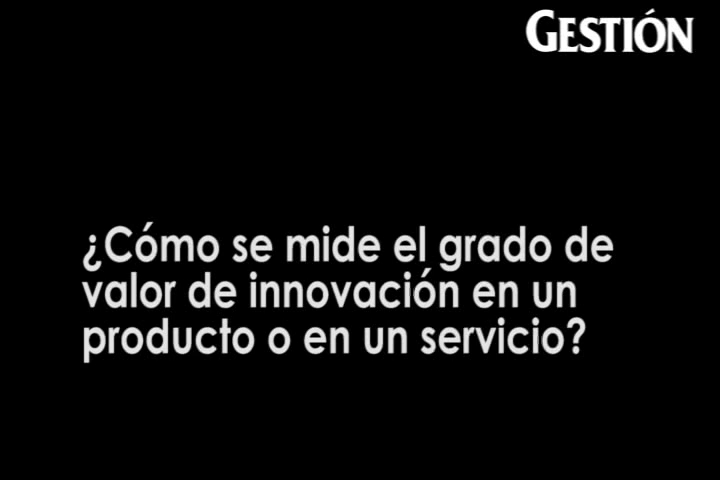 GESTIÓN
¿Cómo se mide el grado de
valor de innovación en un
producto o en un servicio?